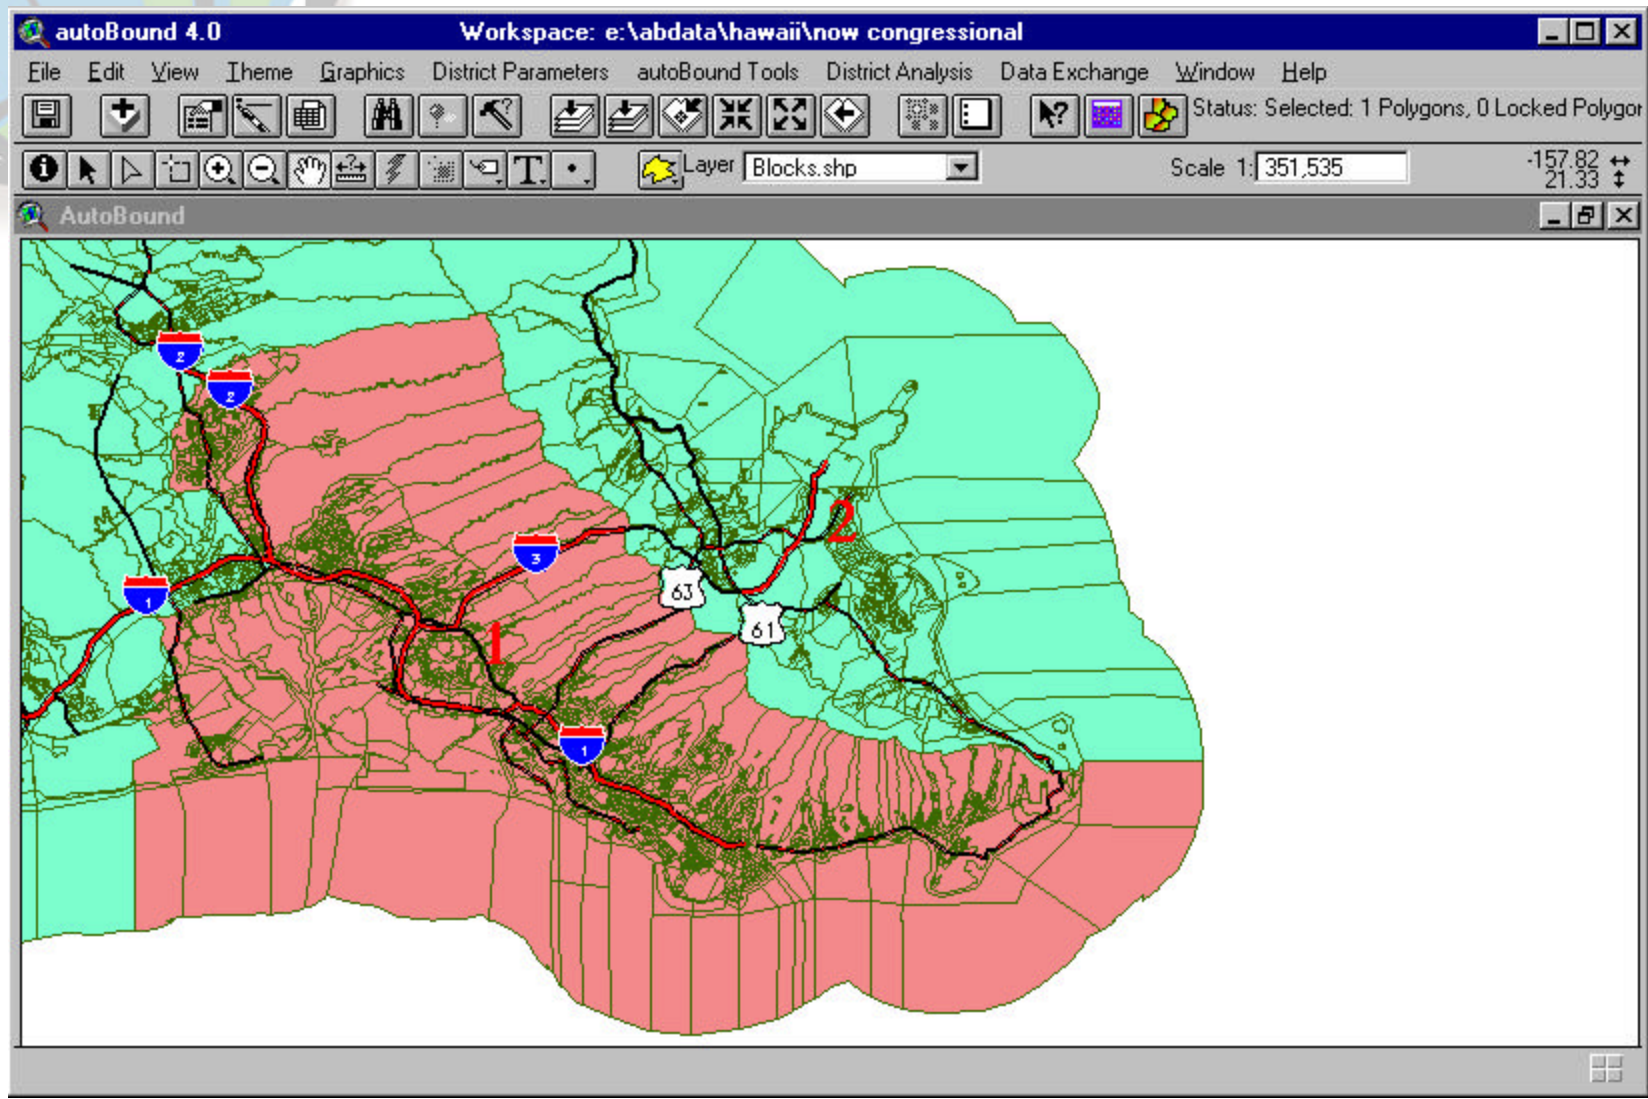 autoBound 4.0 Workspace: e:\abdata\hawaii\now congressional
File Edit View Theme Graphics District Parameters autoBound Tools District Analysis Data Exchange Window Help
Status: Selected: 1 Polygons, 0 Locked Polygor
Layer Blocks.shp Scale 1: 351,535 -157.82
21.33
AutoBound
2
2
2
3
1
63
61
1
1